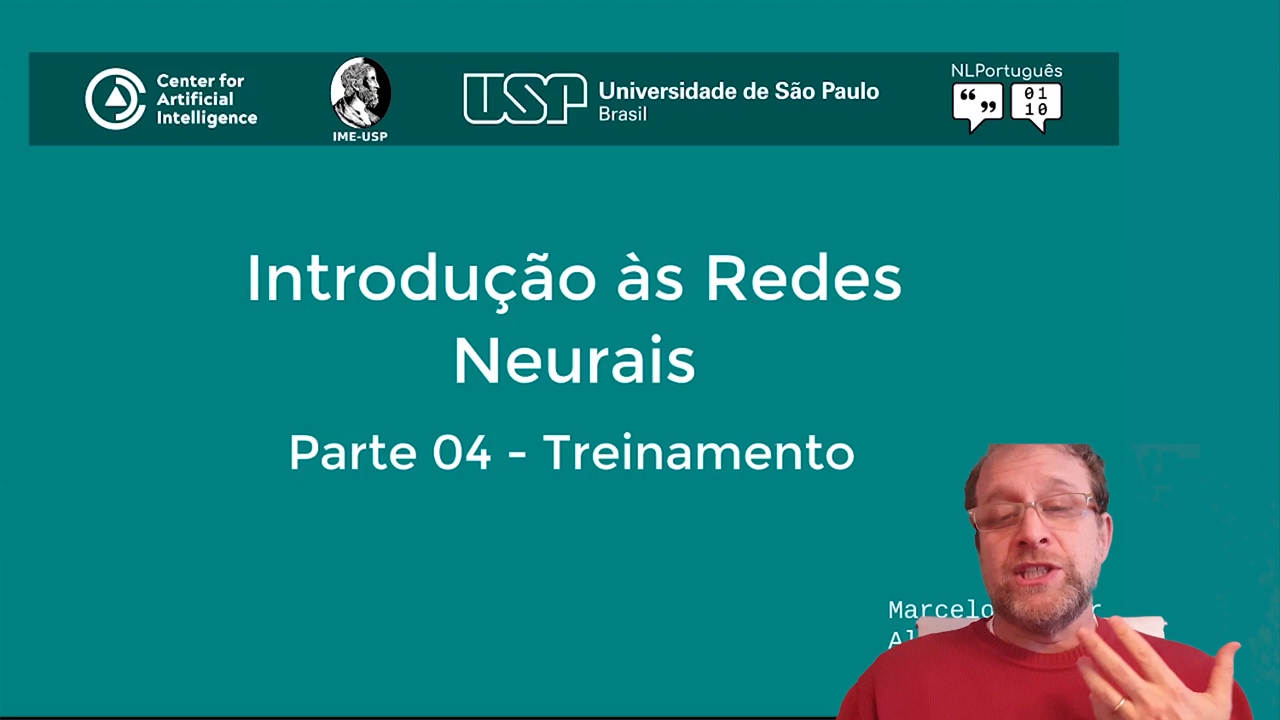 Center for
Artificial
Intelligence
IME-USP
USP
Universidade de São Paulo
Brasil
NLPortuguês
“ ”
01
10
Introdução às Redes
Neurais
Parte 04 - Treinamento
Marcelo